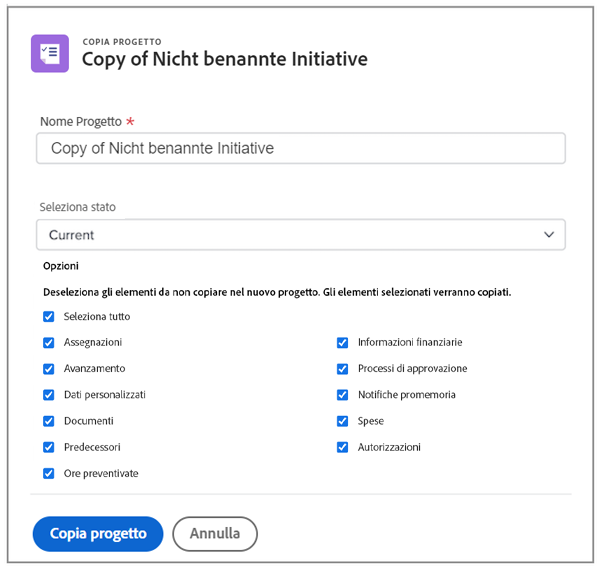 COPIA PROGETTO
Copy of Nicht benannte Initiative
Nome Progetto *
Copy of Nicht benannte Initiative
Seleziona stato
Current
Opzioni
Deseleziona gli elementi da non copiare nel nuovo progetto. Gli elementi selezionati verranno copiati.
Seleziona tutto
Assegnazioni
Informazioni finanziarie
Avanzamento
Processi di approvazione
Dati personalizzati
Notifiche promemoria
Documenti
Spese
Predecessori
Autorizzazioni
Ore preventivate
Copia progetto
Annulla